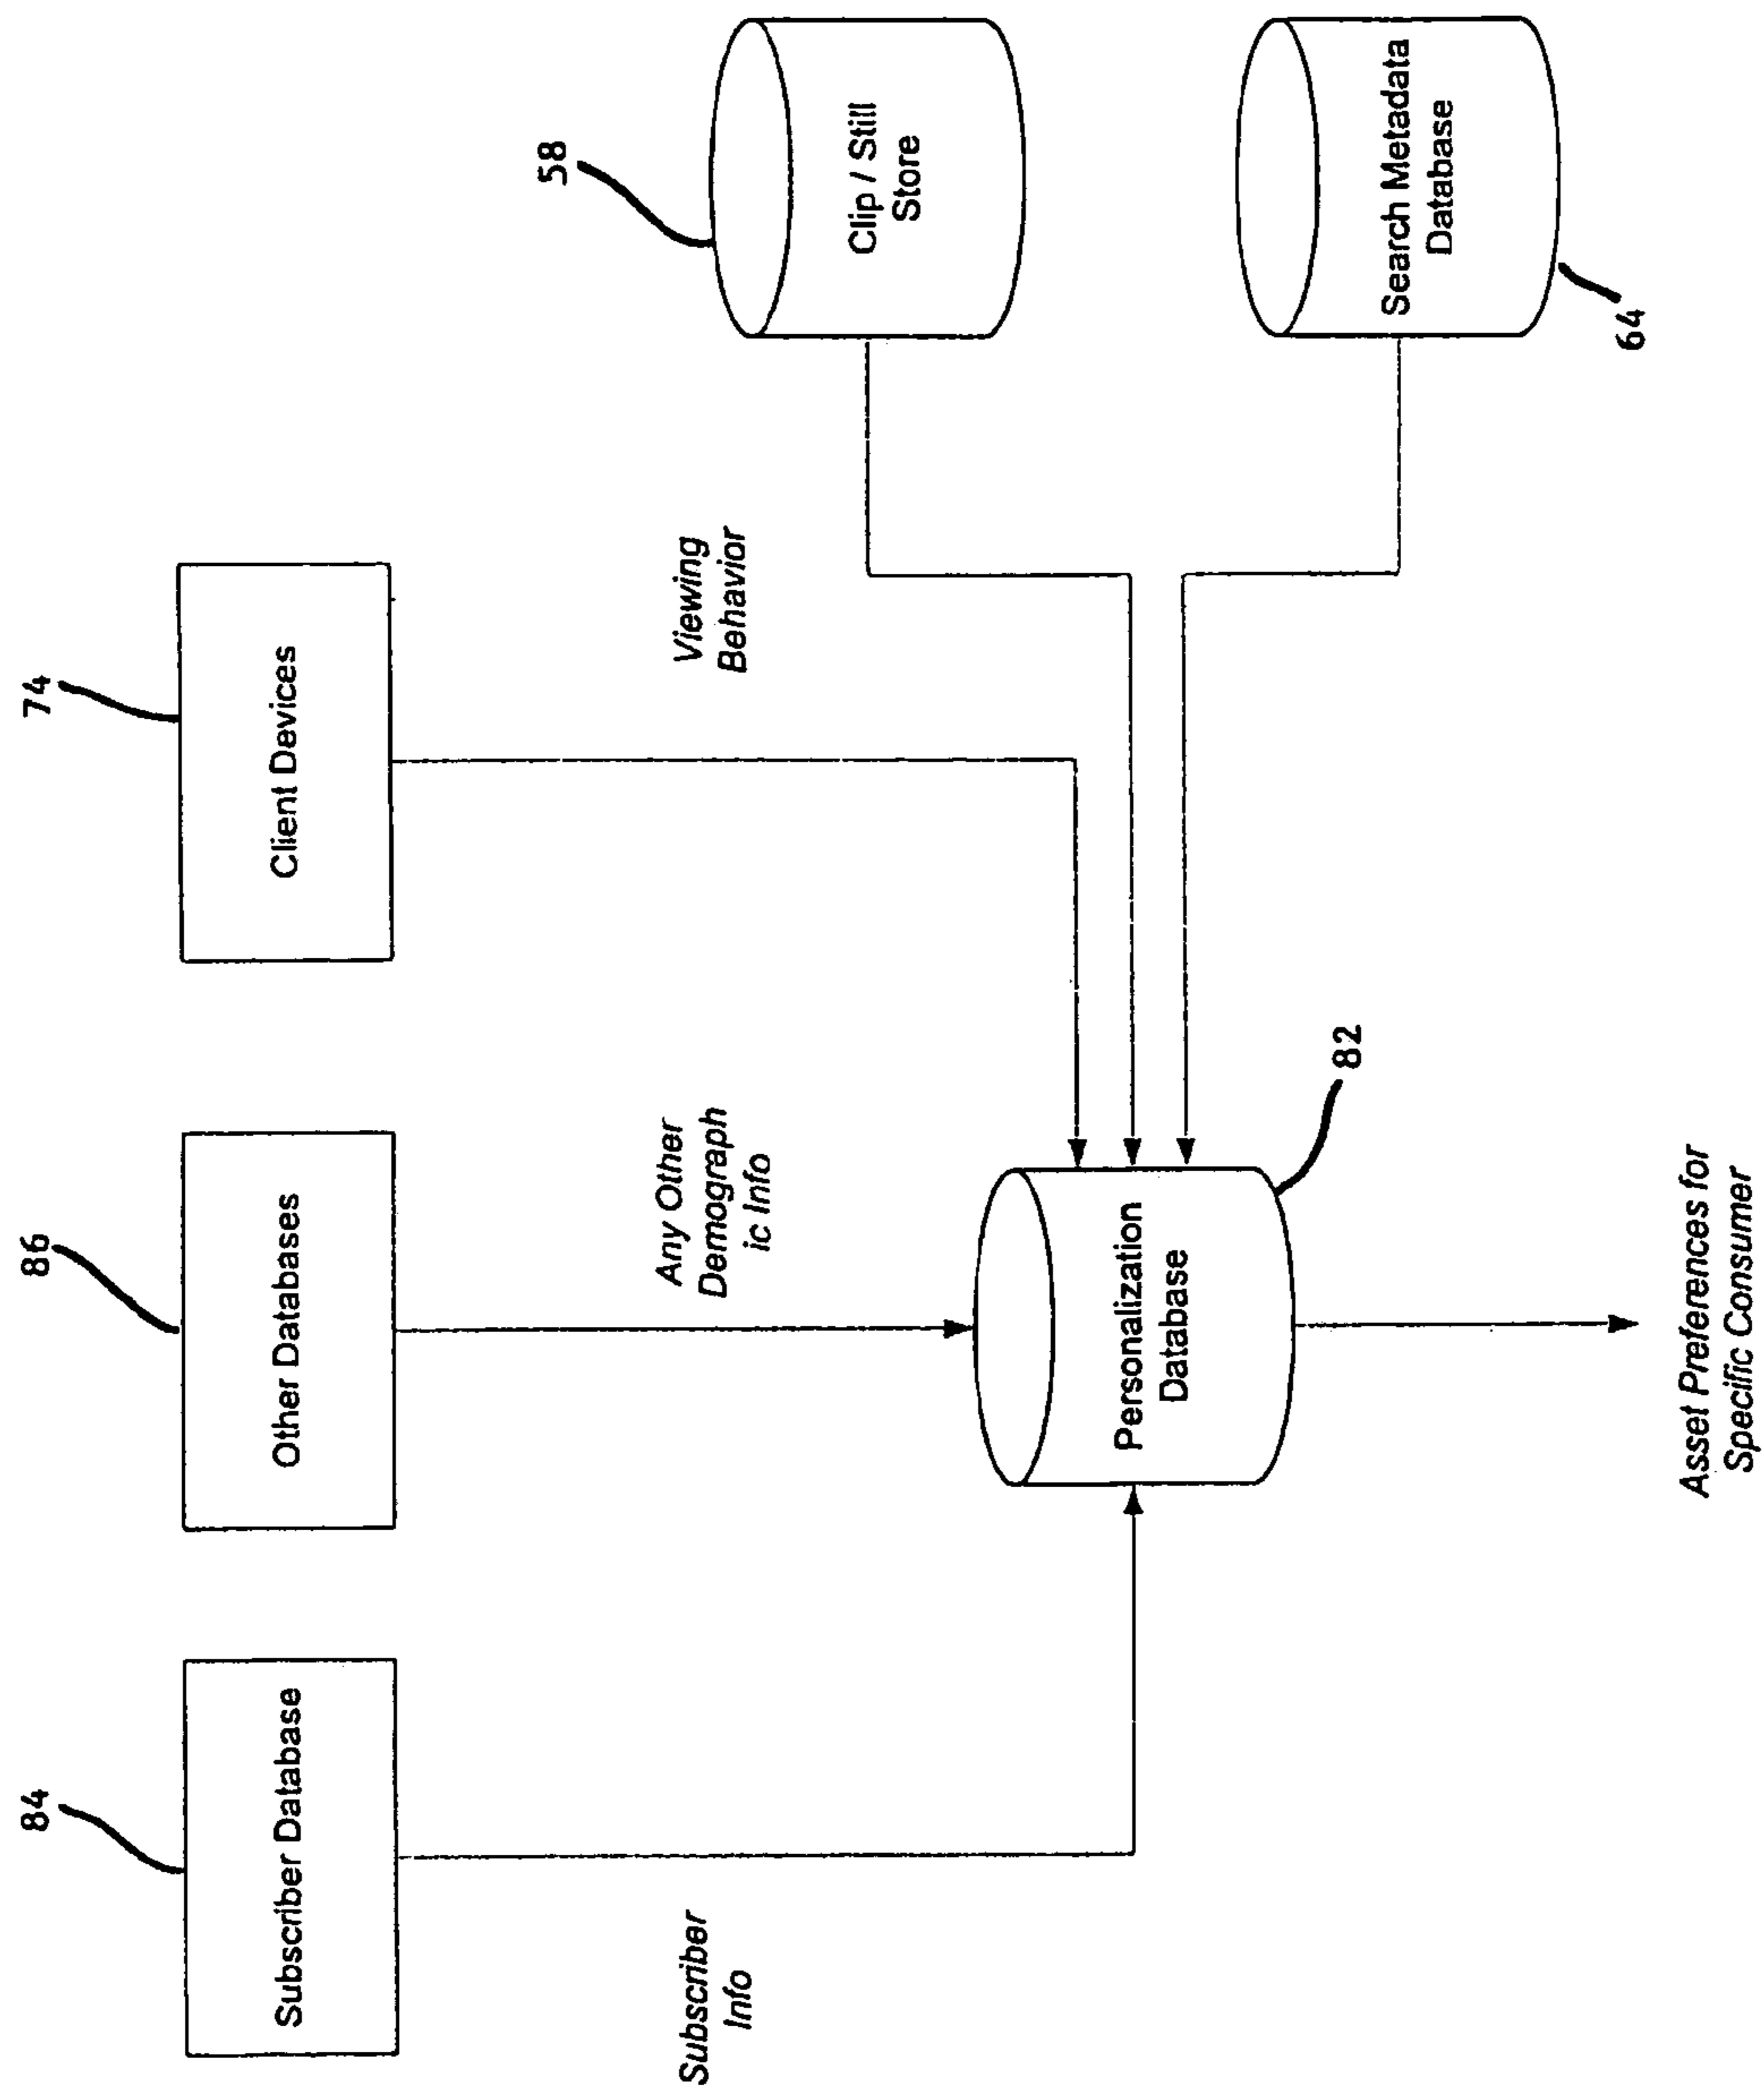 84
86
74
Subscriber Database
Other Databases
Client Devices
58
Subscriber
Info
Any Other
Demograph
ic Info
Viewing
Behavior
Clip / Still
Store
Personalization
Database
82
Search Metadata
Database
64
Asset Preferences for
Specific Consumer